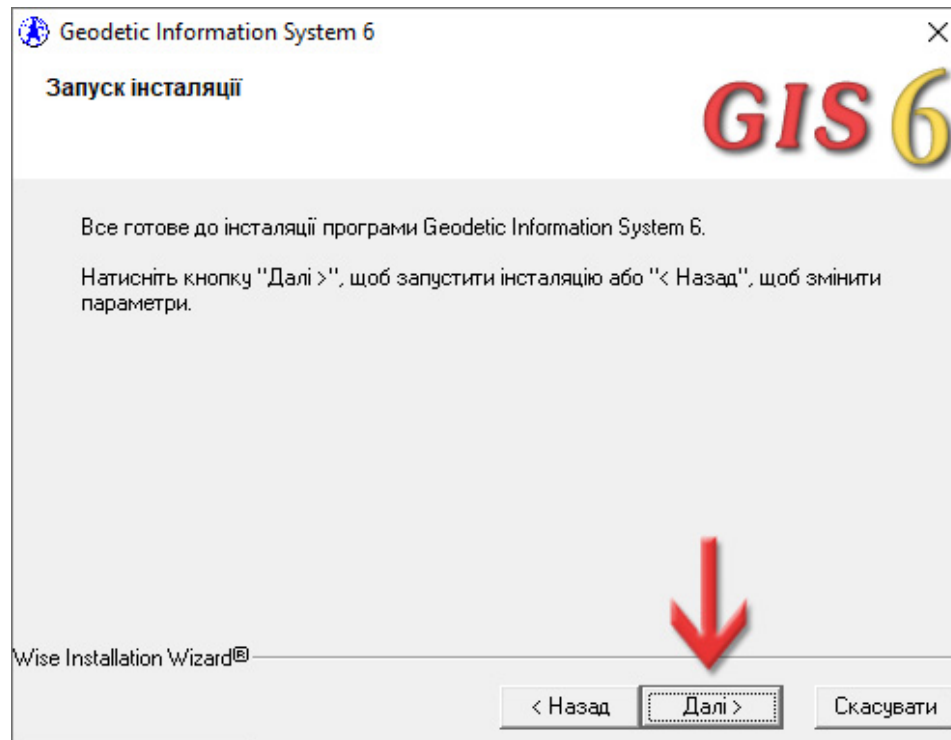 Geodetic Information System 6
Запуск інсталяції
GIS 6
Все готове до інсталяції програми Geodetic Information System 6.
Натисніть кнопку "Далі >", щоб запустити інсталяцію або "< Назад", щоб змінити
параметри.
Wise Installation Wizard®
< Назад
Далі >
Скасувати